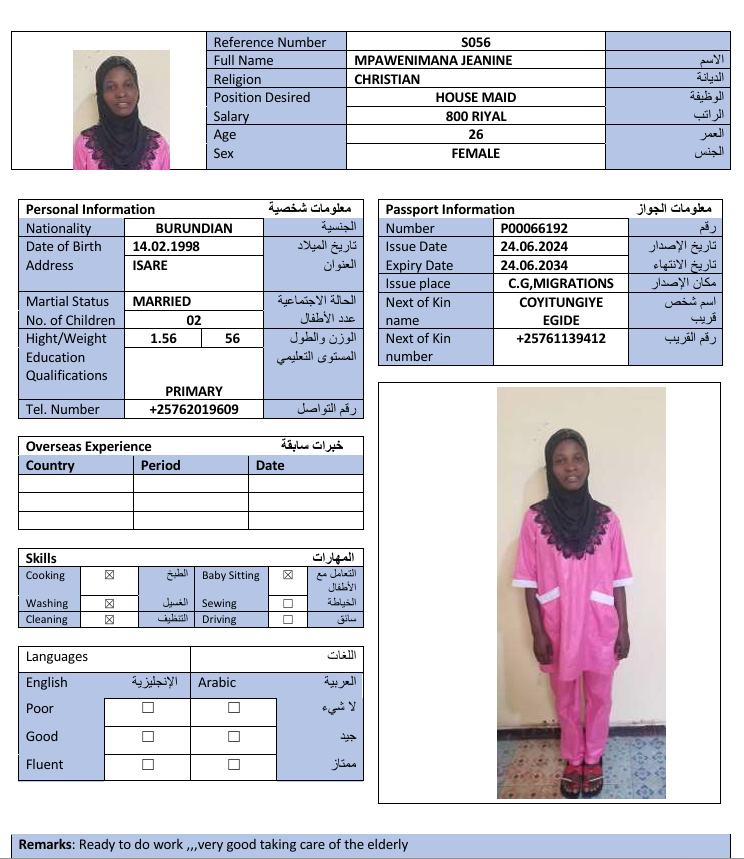 Reference Number S056
Full Name MPAWENIMANA JEANINE الاسم
Religion CHRISTIAN الديانة
Position Desired HOUSE MAID الوظيفة
Salary 800 RIYAL الراتب
Age 26 العمر
Sex FEMALE الجنس
Personal Information معلومات شخصية
Nationality BURUNDIAN الجنسية
Date of Birth 14.02.1998 تاريخ الميلاد
Address ISARE العنوان
Martial Status MARRIED الحالة الاجتماعية
No. of Children 02 عدد الأطفال
Hight/Weight 1.56 56 الوزن والطول
Education المستوى التعليمي
Qualifications
PRIMARY
Tel. Number +25762019609 رقم التواصل
Passport Information معلومات الجواز
Number P00066192 رقم
Issue Date 24.06.2024 تاريخ الإصدار
Expiry Date 24.06.2034 تاريخ الانتهاء
Issue place C.G,MIGRATIONS مكان الإصدار
Next of Kin COYITUNGIYE اسم شخص
name EGIDE قريب
Next of Kin +25761139412 رقم القريب
number
Overseas Experience خبرات سابقة
Country Period Date
Skills المهارات
Cooking ☒ الطبخ Baby Sitting ☒ التعامل مع
الأطفال
Washing ☒ الغسيل Sewing ☐ الخياطة
Cleaning ☒ التنظيف Driving ☐ سائق
Languages اللغات
English الإنجليزية Arabic العربية
Poor ☐ ☐ لا شيء
Good ☐ ☐ جيد
Fluent ☐ ☐ ممتاز
Remarks: Ready to do work ,,,very good taking care of the elderly